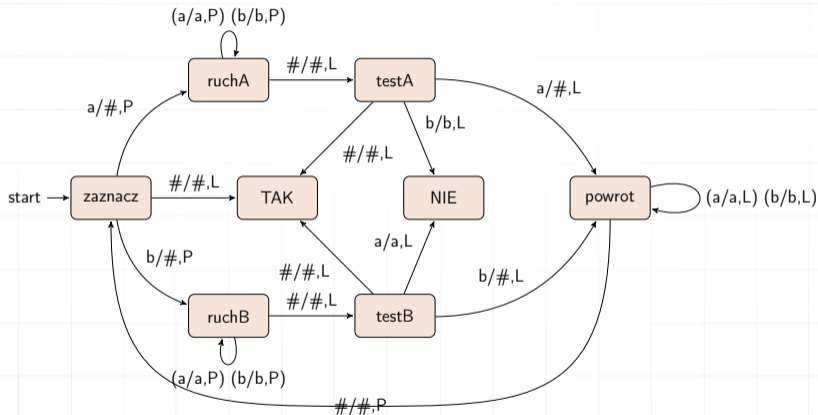 (a/a,P) (b/b,P)
ruchA
#/#,L
testA
a/#,P
b/b,L
a/#,L
#/#,L
start
zaznacz
#/#,L
TAK
NIE
powrot
(a/a,L) (b/b,L)
b/#,P
a/a,L
#/#,L
b/#,L
ruchB
#/#,L
testB
(a/a,P) (b/b,P)
#/#,P